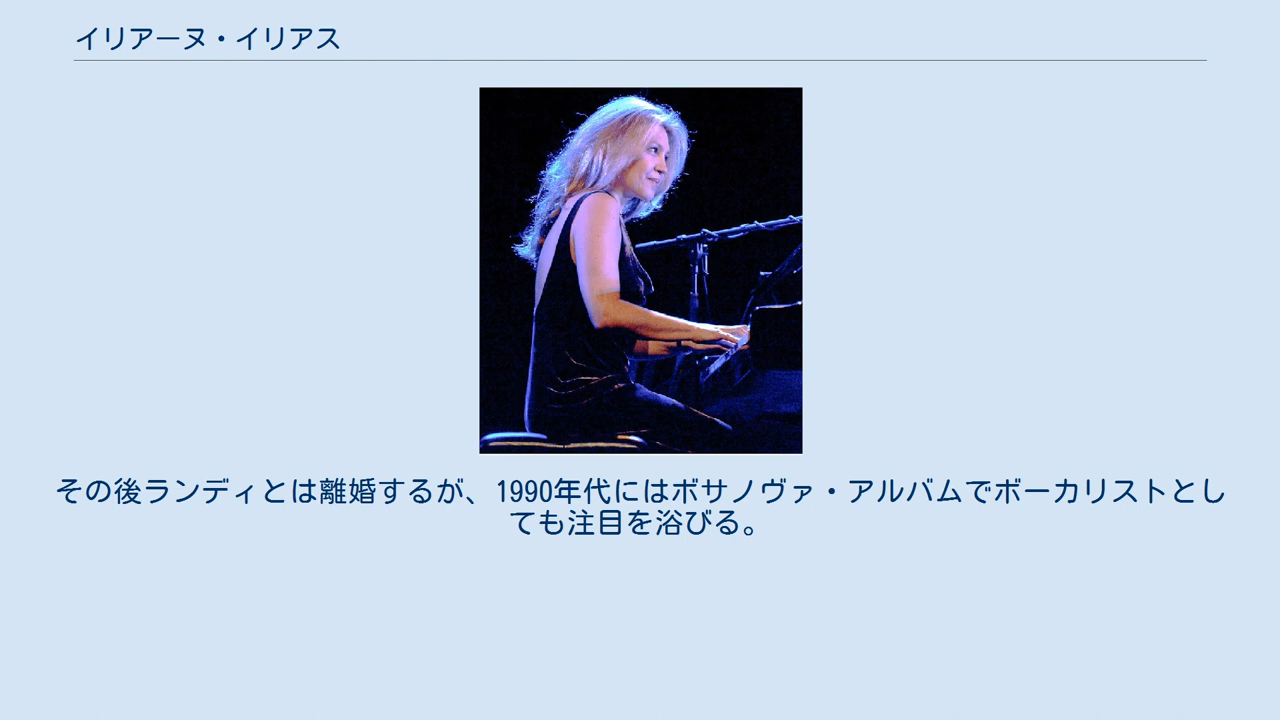 イリアーヌ・イリアス
その後ランディとは離婚するが、1990年代にはボサノヴァ・アルバムでボーカリストとし
ても注目を浴びる。